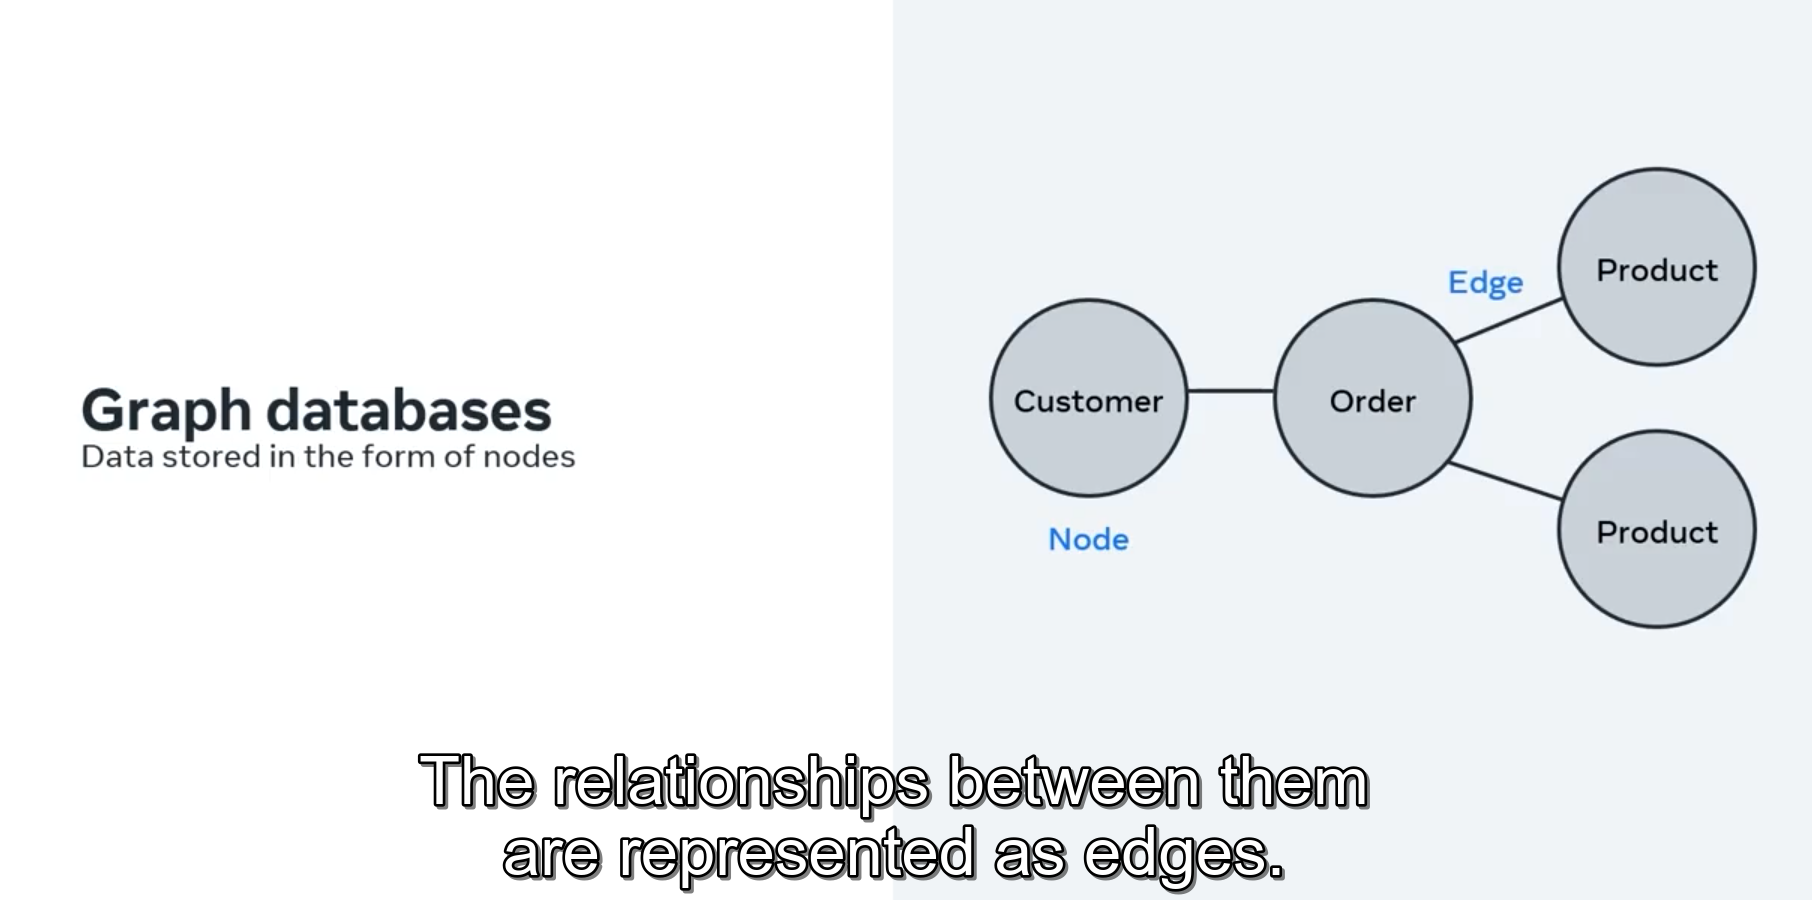 Graph databases
Data stored in the form of nodes
Customer
Node
Order
Edge
Product
Product
The relationships between them
are represented as edges.